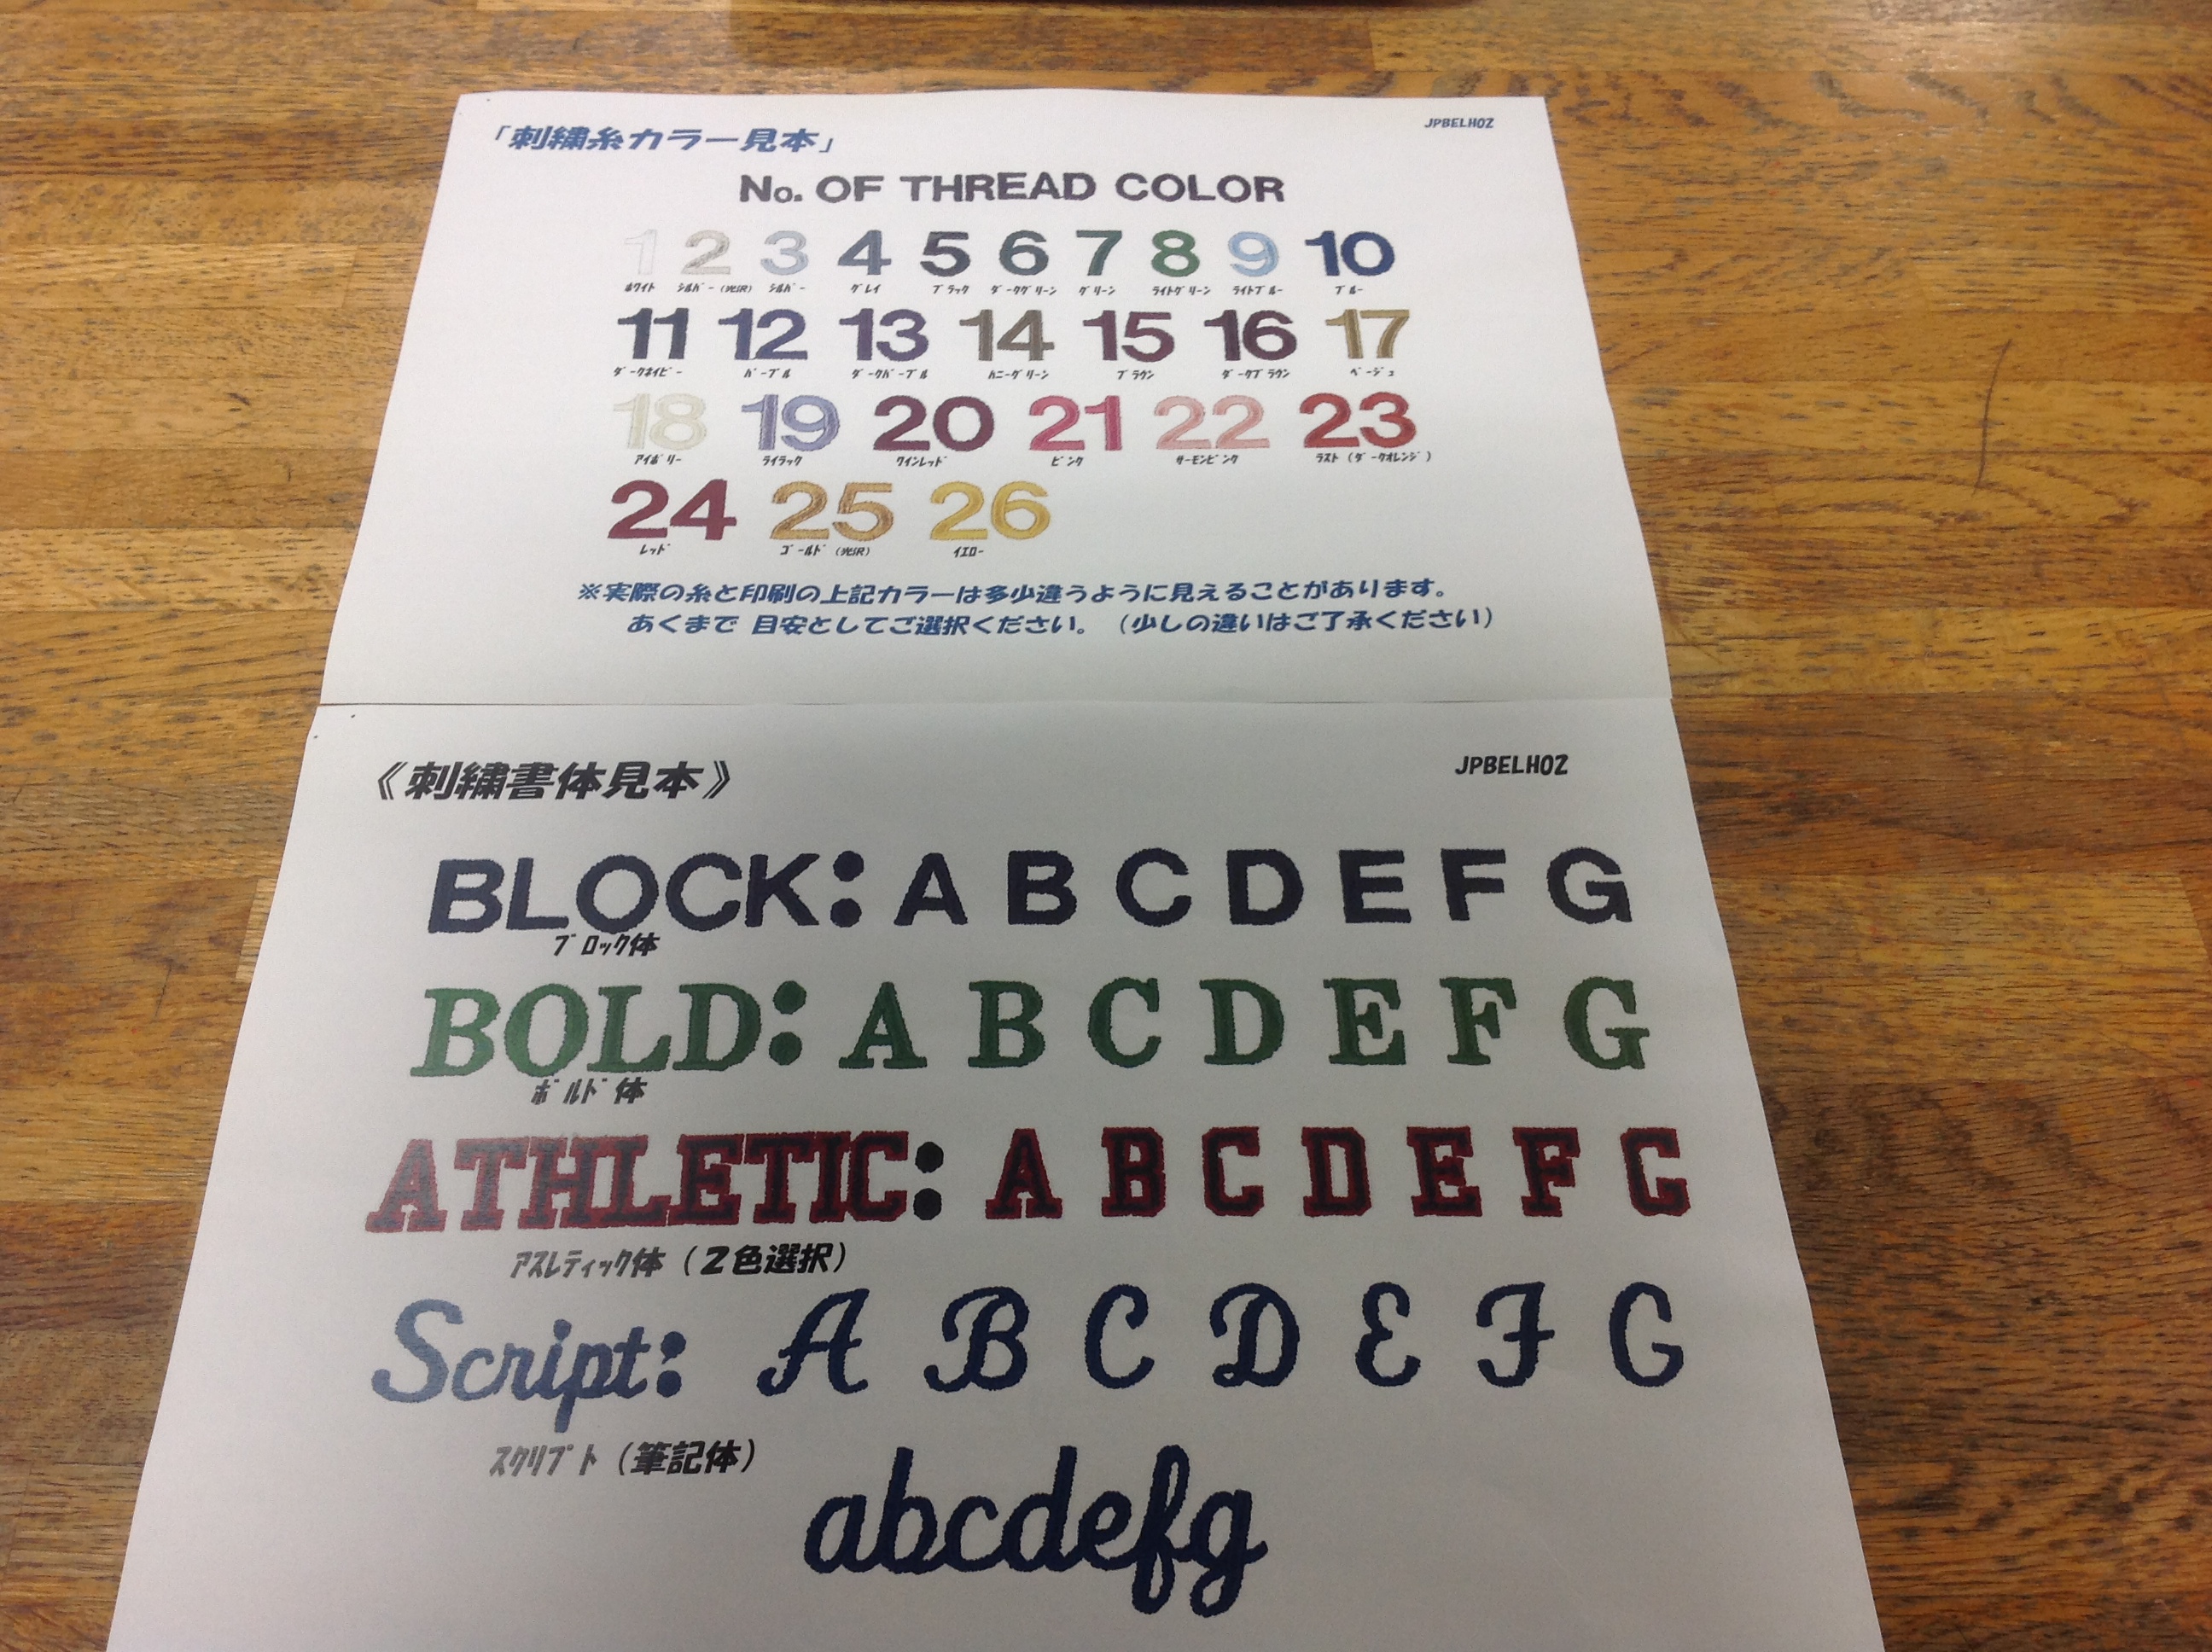 「刺繍糸カラー見本」
JPBELHOZ
No. OF THREAD COLOR
1 2 3 4 5 6 7 8 9 10
ﾎﾜｲﾄ ｼﾙﾊﾞｰ（光沢） ｼﾙﾊﾞｰ ｸﾞﾚｲ ﾌﾞﾗｯｸ ﾀﾞｰｸｸﾞﾘｰﾝ ｸﾞﾘｰﾝ ﾗｲﾄｸﾞﾘｰﾝ ﾗｲﾄﾌﾞﾙｰ ﾌﾞﾙｰ
11 12 13 14 15 16 17
ﾀﾞｰｸﾈｲﾋﾞｰ ﾊﾟｰﾌﾟﾙ ﾀﾞｰｸﾊﾟｰﾌﾟﾙ ﾊﾆｰｸﾞﾘｰﾝ ﾌﾞﾗｳﾝ ﾀﾞｰｸﾌﾞﾗｳﾝ ﾍﾞｰｼﾞｭ
18 19 20 21 22 23
ｱｲﾎﾞﾘｰ ﾗｲﾗｯｸ ﾜｲﾝﾚｯﾄﾞ ﾋﾟﾝｸ ｻｰﾓﾝﾋﾟﾝｸ ﾗｽﾄ（ﾀﾞｰｸｵﾚﾝｼﾞ）
24 25 26
ﾚｯﾄﾞ ｺﾞｰﾙﾄﾞ（光沢） ｲｴﾛｰ
※実際の糸と印刷の上記カラーは多少違うように見えることがあります。
あくまで 目安としてご選択ください。（少しの違いはご了承ください）
《刺繍書体見本》
JPBELHOZ
BLOCK: A B C D E F G
ﾌﾞﾛｯｸ体
BOLD: A B C D E F G
ﾎﾞﾙﾄﾞ体
ATHLETIC: A B C D E F G
ｱｽﾚﾃｨｯｸ体（２色選択）
Script: A B C D E F G
ｽｸﾘﾌﾟﾄ（筆記体）
abcdefg